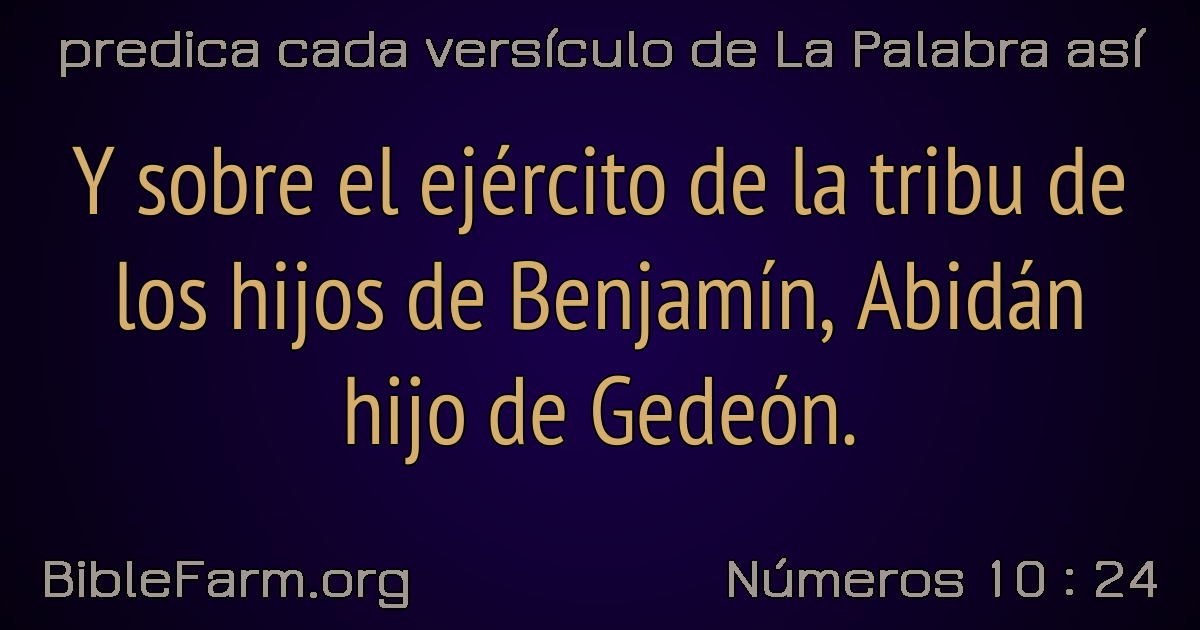 predica cada versículo de La Palabra así
Y sobre el ejército de la tribu de
los hijos de Benjamín, Abidán
hijo de Gedeón.
BibleFarm.org
Números 10 : 24